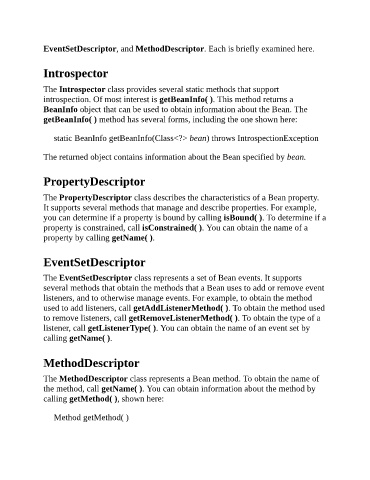 EventSetDescriptor, and MethodDescriptor. Each is briefly examined here.
Introspector
The Introspector class provides several static methods that support
introspection. Of most interest is getBeanInfo( ). This method returns a
BeanInfo object that can be used to obtain information about the Bean. The
getBeanInfo( ) method has several forms, including the one shown here:
static BeanInfo getBeanInfo(Class<?> bean) throws IntrospectionException
The returned object contains information about the Bean specified by bean.
PropertyDescriptor
The PropertyDescriptor class describes the characteristics of a Bean property.
It supports several methods that manage and describe properties. For example,
you can determine if a property is bound by calling isBound( ). To determine if a
property is constrained, call isConstrained( ). You can obtain the name of a
property by calling getName( ).
EventSetDescriptor
The EventSetDescriptor class represents a set of Bean events. It supports
several methods that obtain the methods that a Bean uses to add or remove event
listeners, and to otherwise manage events. For example, to obtain the method
used to add listeners, call getAddListenerMethod( ). To obtain the method used
to remove listeners, call getRemoveListenerMethod( ). To obtain the type of a
listener, call getListenerType( ). You can obtain the name of an event set by
calling getName( ).
MethodDescriptor
The MethodDescriptor class represents a Bean method. To obtain the name of
the method, call getName( ). You can obtain information about the method by
calling getMethod( ), shown here:
Method getMethod( )